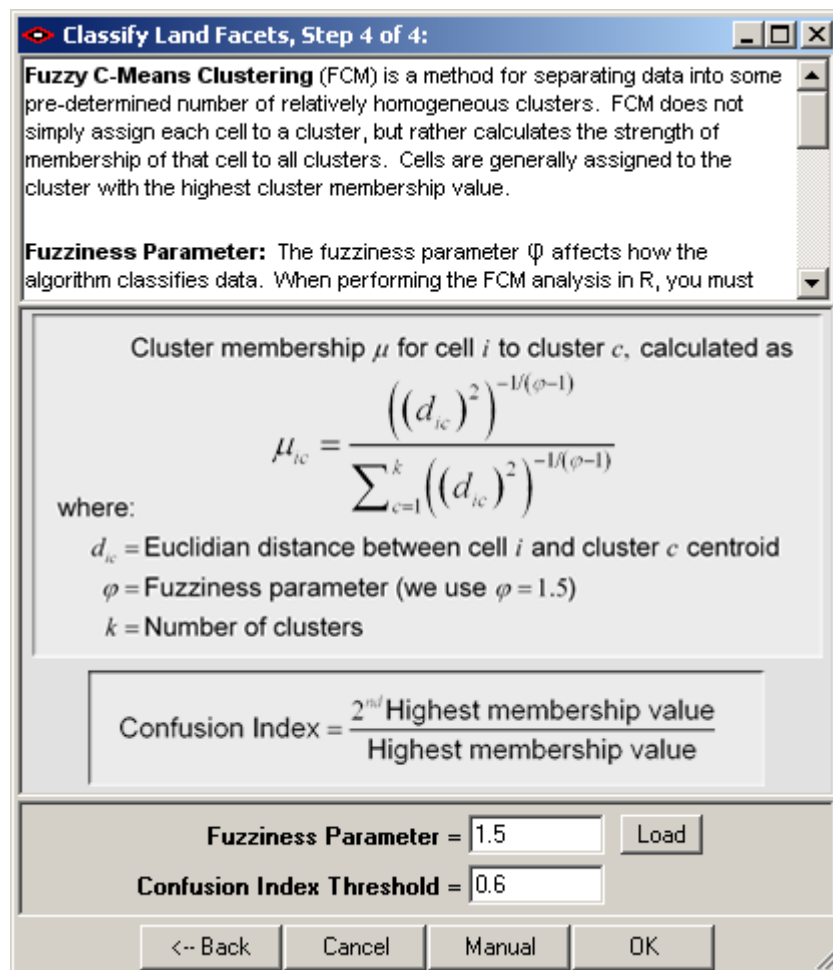 Classify Land Facets, Step 4 of 4:
Fuzzy C-Means Clustering (FCM) is a method for separating data into some
pre-determined number of relatively homogeneous clusters. FCM does not
simply assign each cell to a cluster, but rather calculates the strength of
membership of that cell to all clusters. Cells are generally assigned to the
cluster with the highest cluster membership value.
Fuzziness Parameter: The fuzziness parameter φ affects how the
algorithm classifies data. When performing the FCM analysis in R, you must
Cluster membership μ for cell i to cluster c, calculated as
μ_ic = ((d_ic)^2)^(-1/(φ-1)) / ∑_{c=1}^{k} ((d_ic)^2)^(-1/(φ-1))
where:
d_ic = Euclidian distance between cell i and cluster c centroid
φ = Fuzziness parameter (we use φ = 1.5)
k = Number of clusters
Confusion Index = 2nd Highest membership value / Highest membership value
Fuzziness Parameter = 1.5 Load
Confusion Index Threshold = 0.6
<-- Back Cancel Manual OK